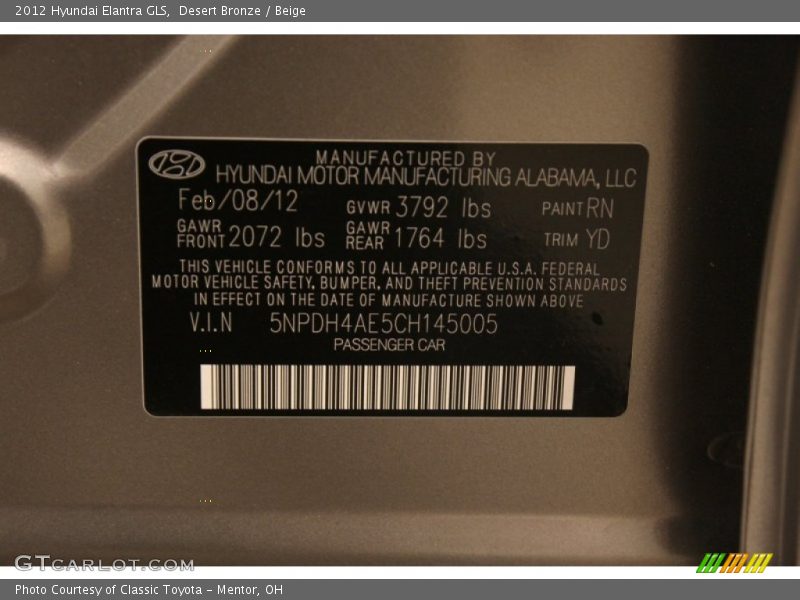 2012 Hyundai Elantra GLS, Desert Bronze / Beige
MANUFACTURED BY
HYUNDAI MOTOR MANUFACTURING ALABAMA, LLC
Feb/08/12 GVWR 3792 lbs PAINT RN
GAWR FRONT 2072 lbs GAWR REAR 1764 lbs TRIM YD
THIS VEHICLE CONFORMS TO ALL APPLICABLE U.S.A. FEDERAL
MOTOR VEHICLE SAFETY, BUMPER, AND THEFT PREVENTION STANDARDS
IN EFFECT ON THE DATE OF MANUFACTURE SHOWN ABOVE
V.I.N 5NPDH4AE5CH145005
PASSENGER CAR
GTCARLOT.COM
Photo Courtesy of Classic Toyota - Mentor, OH